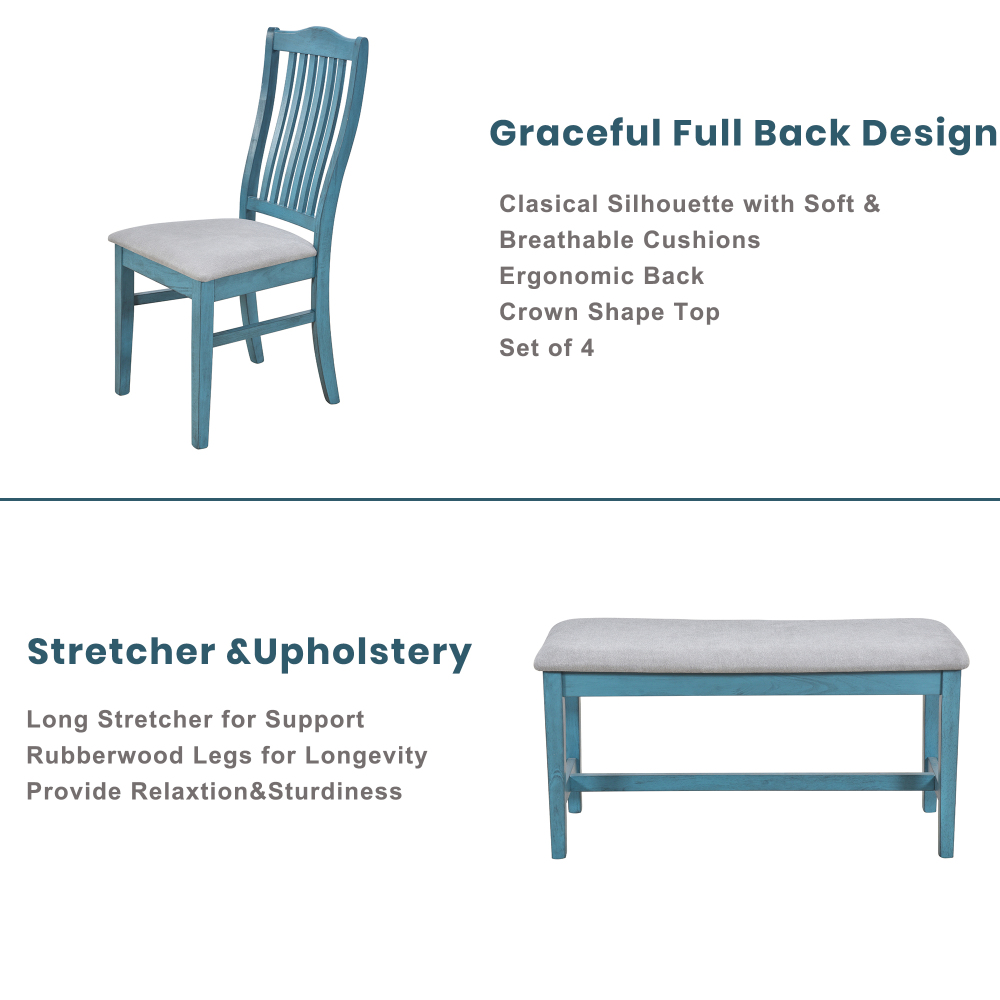 Graceful Full Back Design
Clasical Silhouette with Soft &
Breathable Cushions
Ergonomic Back
Crown Shape Top
Set of 4
Stretcher &Upholstery
Long Stretcher for Support
Rubberwood Legs for Longevity
Provide Relaxtion&Sturdiness